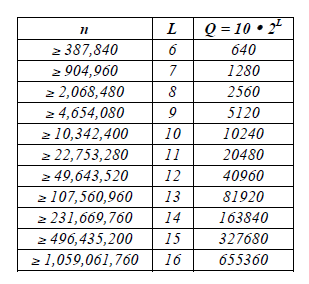 n L Q = 10 • 2^L
≥ 387,840 6 640
≥ 904,960 7 1280
≥ 2,068,480 8 2560
≥ 4,654,080 9 5120
≥ 10,342,400 10 10240
≥ 22,753,280 11 20480
≥ 49,643,520 12 40960
≥ 107,560,960 13 81920
≥ 231,669,760 14 163840
≥ 496,435,200 15 327680
≥ 1,059,061,760 16 655360